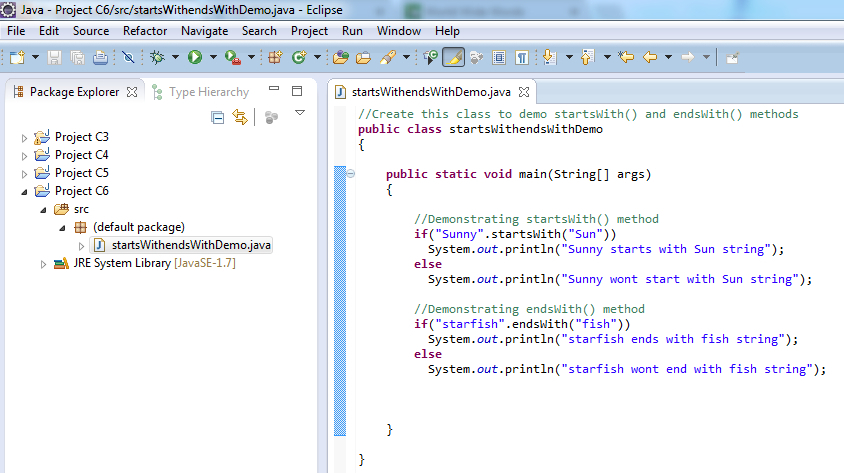 Java - Project C6/src/startsWithendsWithDemo.java - Eclipse
File Edit Source Refactor Navigate Search Project Run Window Help
Package Explorer Type Hierarchy
startsWithendsWithDemo.java
Project C3
Project C4
Project C5
Project C6
src
(default package)
startsWithendsWithDemo.java
JRE System Library [JavaSE-1.7]
//Create this class to demo startsWith() and endsWith() methods
public class startsWithendsWithDemo
{
public static void main(String[] args)
{
//Demonstrating startsWith() method
if("Sunny".startsWith("Sun"))
System.out.println("Sunny starts with Sun string");
else
System.out.println("Sunny wont start with Sun string");
//Demonstrating endsWith() method
if("starfish".endsWith("fish"))
System.out.println("starfish ends with fish string");
else
System.out.println("starfish wont end with fish string");
}
}